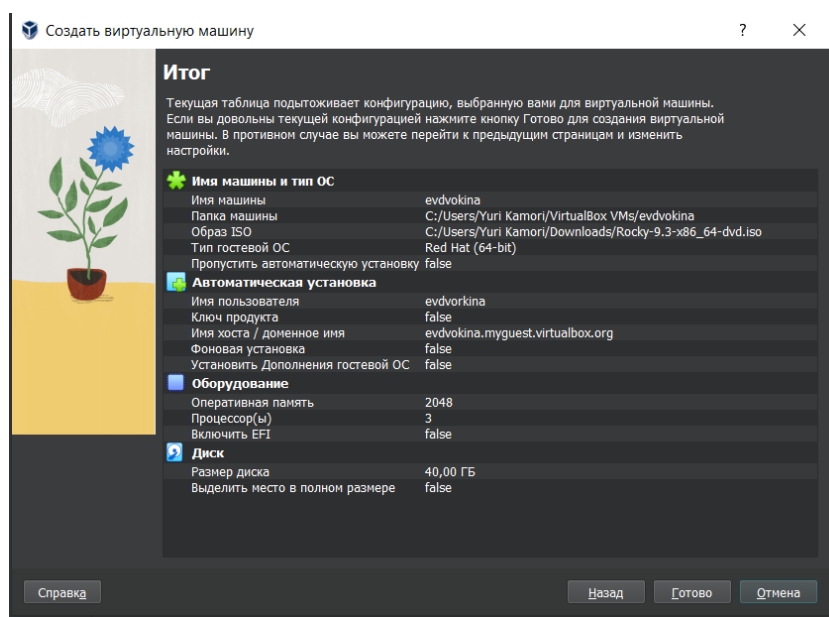 Создать виртуальную машину
?
Итог
Текущая таблица подытоживает конфигурацию, выбранную вами для виртуальной машины.
Если вы довольны текущей конфигурацией нажмите кнопку Готово для создания виртуальной
машины. В противном случае вы можете перейти к предыдущим страницам и изменить
настройки.
Имя машины и тип ОС
Имя машины evdvokina
Папка машины C:/Users/Yuri Kamori/VirtualBox VMs/evdvokina
Образ ISO C:/Users/Yuri Kamori/Downloads/Rocky-9.3-x86_64-dvd.iso
Тип гостевой ОС Red Hat (64-bit)
Пропустить автоматическую установку false
Автоматическая установка
Имя пользователя evdvorkina
Ключ продукта false
Имя хоста / доменное имя evdvokina.myguest.virtualbox.org
Фоновая установка false
Установить Дополнения гостевой ОС false
Оборудование
Оперативная память 2048
Процессор(ы) 3
Включить EFI false
Диск
Размер диска 40,00 ГБ
Выделить место в полном размере false
Справка Назад Готово Отмена